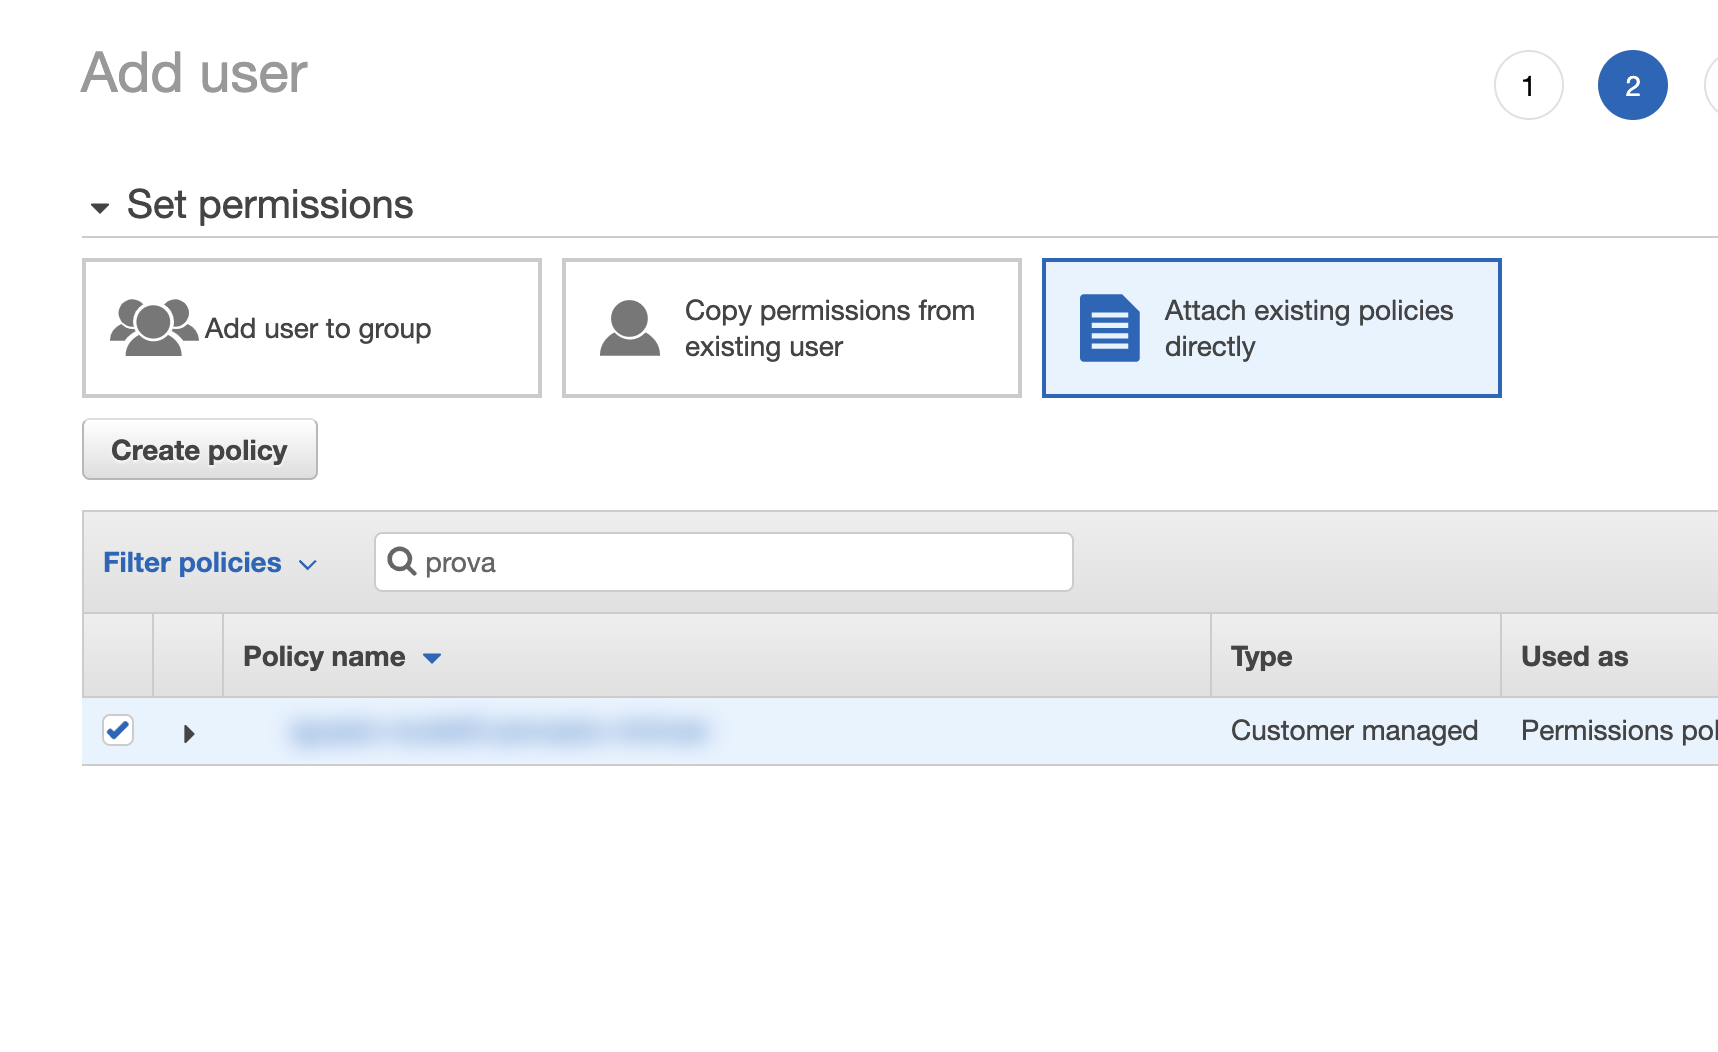 Add user
1
2
Set permissions
Add user to group
Copy permissions from
existing user
Attach existing policies
directly
Create policy
Filter policies
prova
Policy name
Type
Used as
Customer managed
Permissions pol